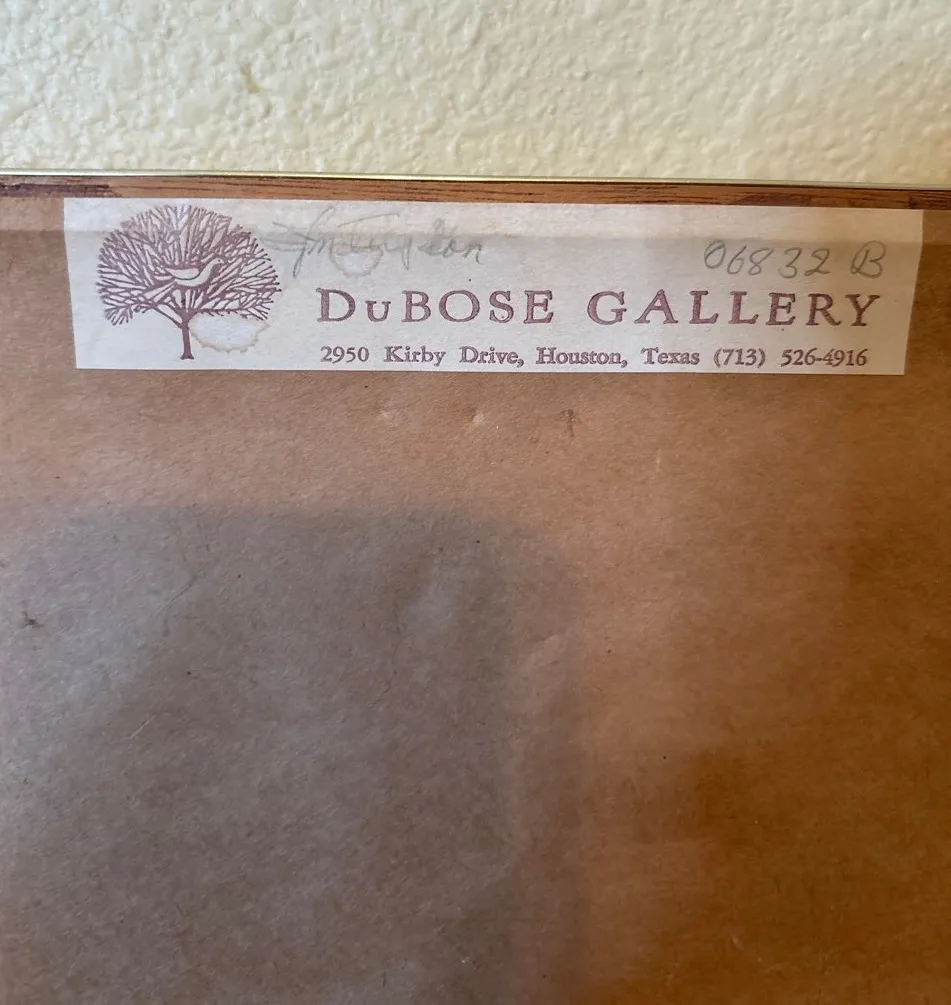 06832 B
DuBOSE GALLERY
2950 Kirby Drive, Houston, Texas (713) 526-4916